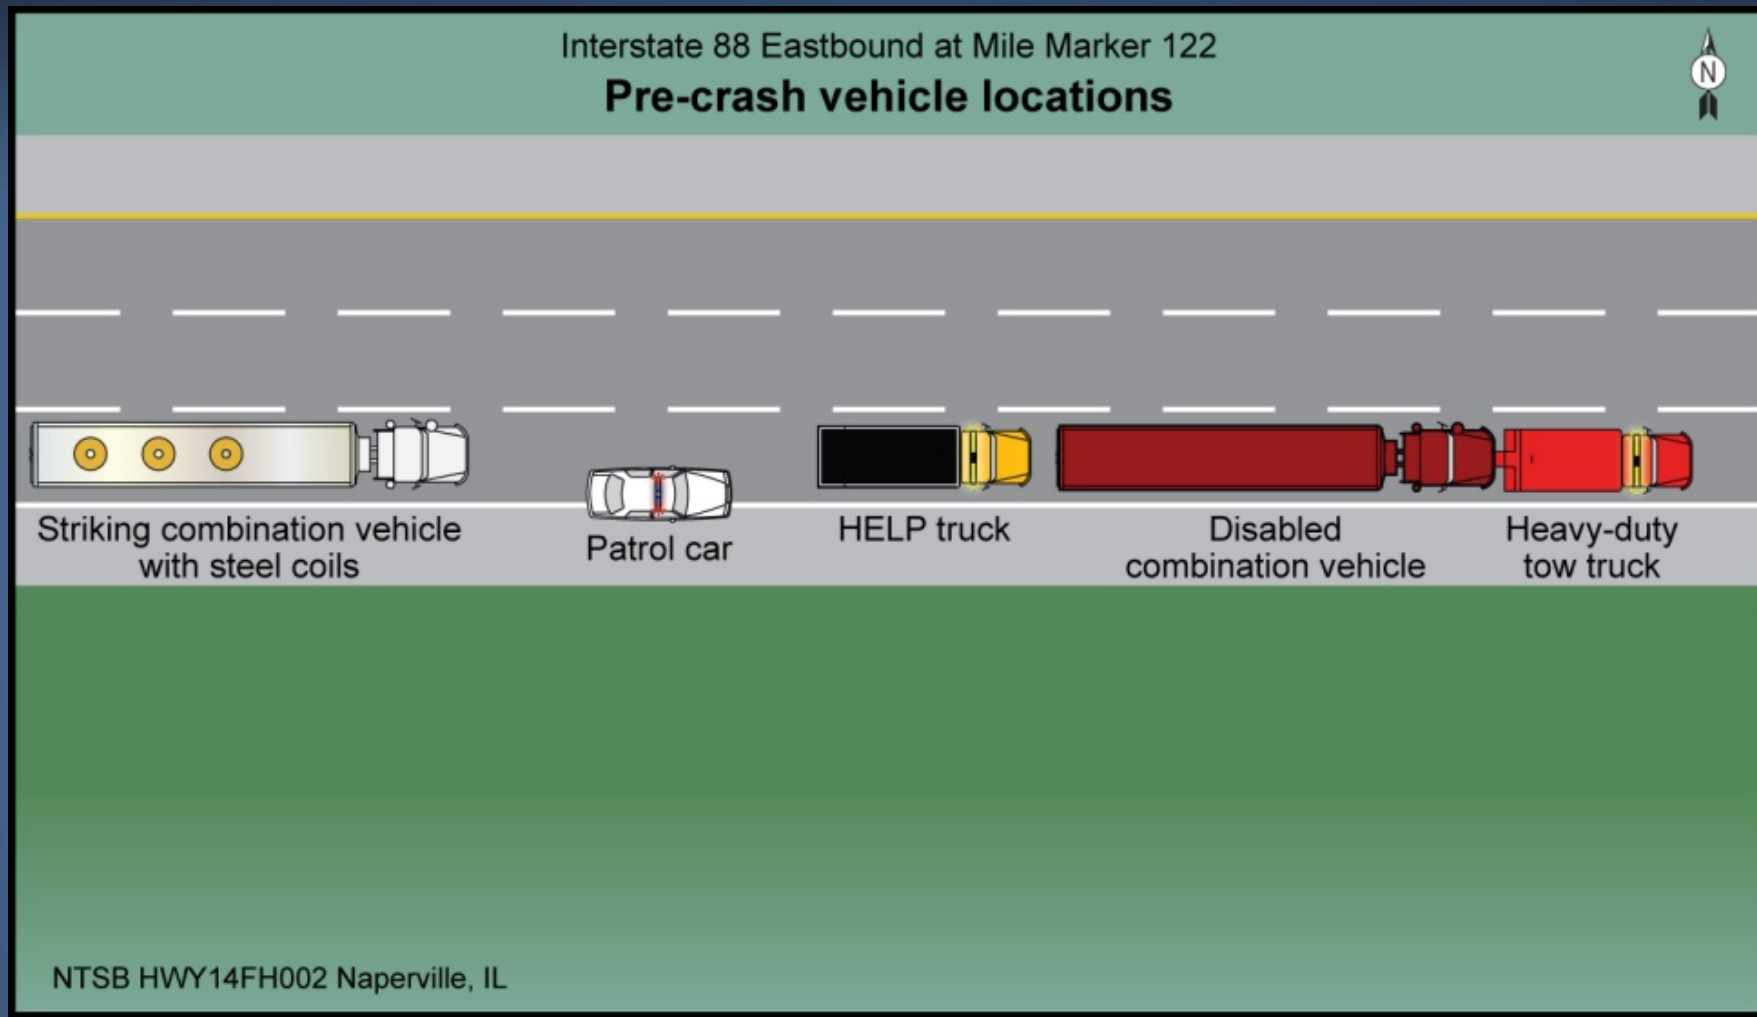 Interstate 88 Eastbound at Mile Marker 122
Pre-crash vehicle locations
N
Striking combination vehicle
with steel coils
Patrol car
HELP truck
Disabled
combination vehicle
Heavy-duty
tow truck
NTSB HWY14FH002 Naperville, IL